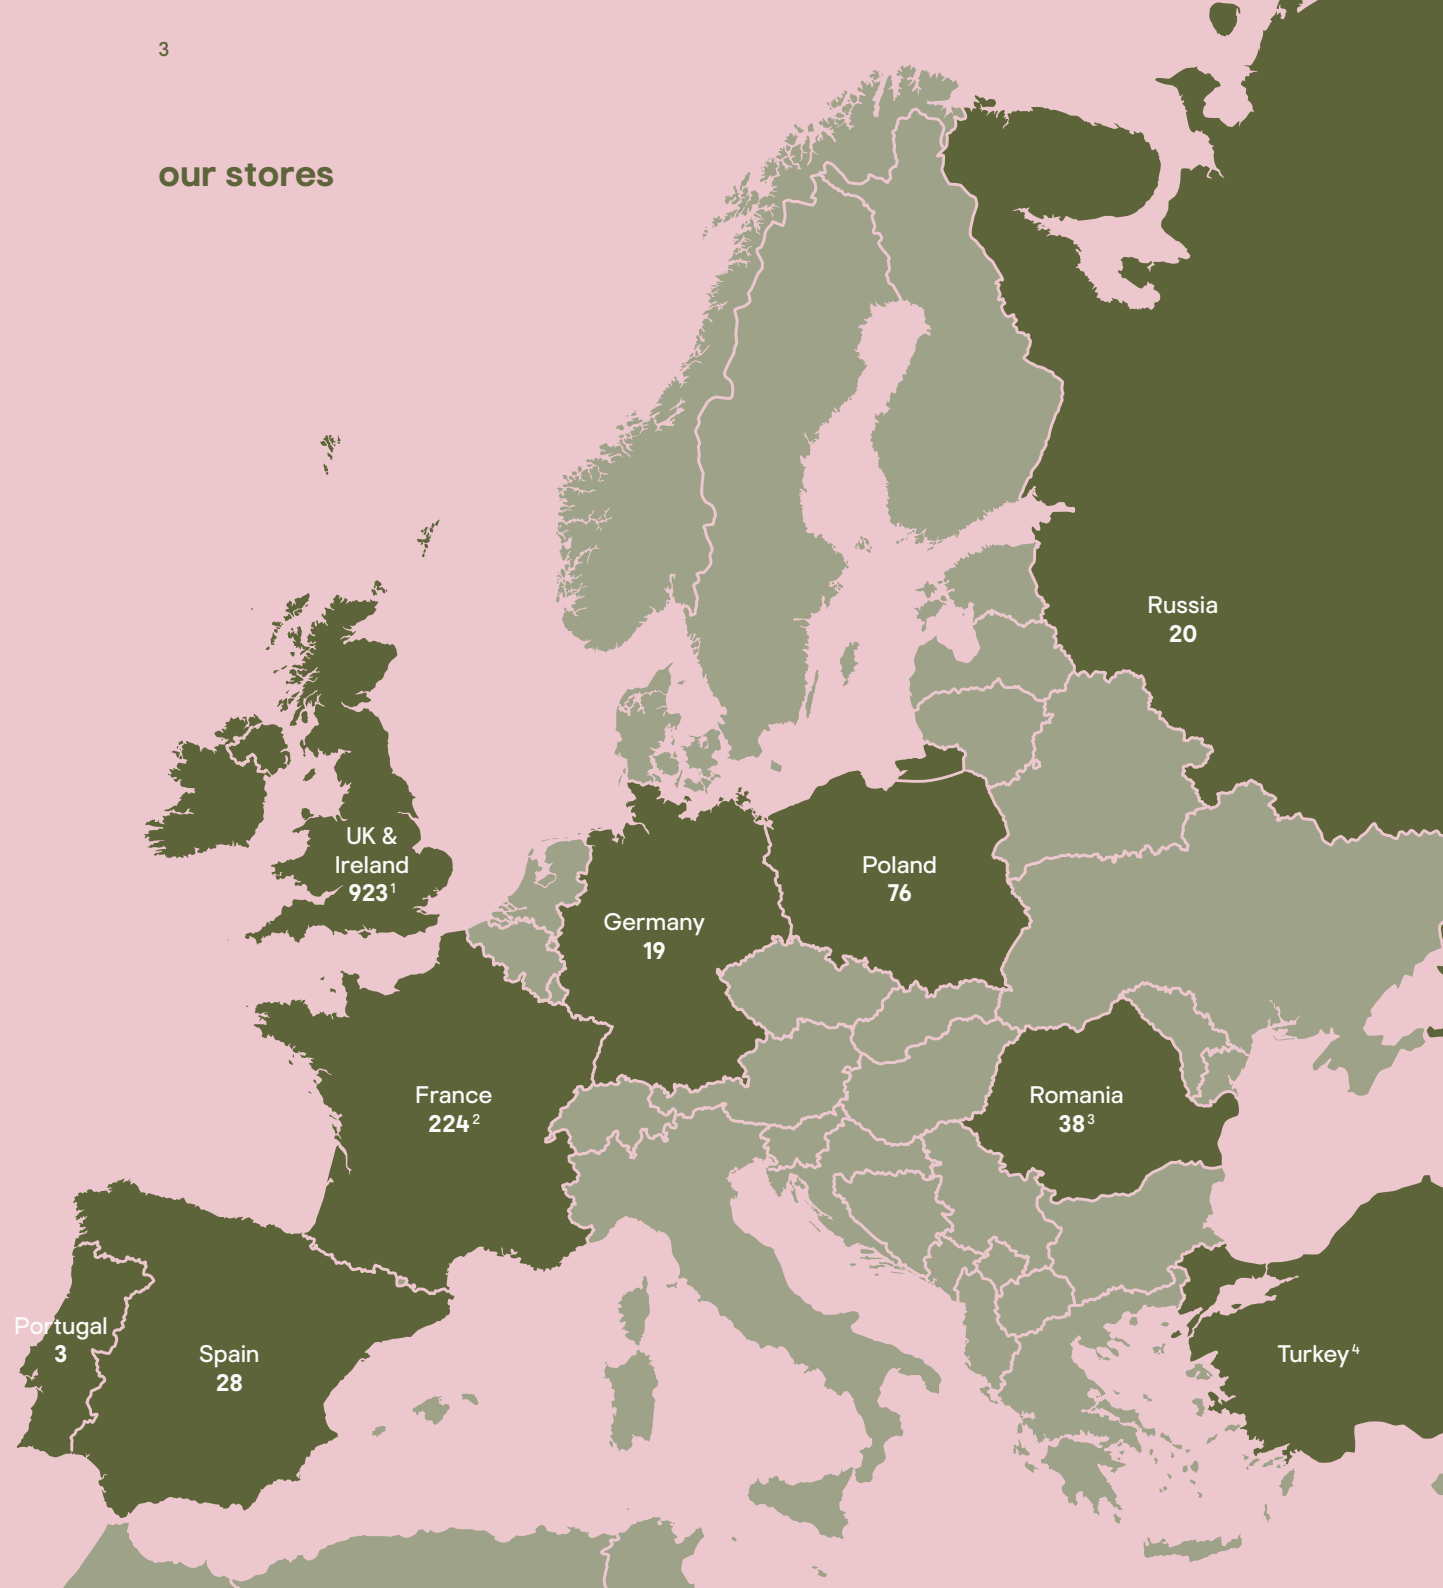 3
our stores
Russia
20
UK &
Ireland
923¹
Poland
76
Germany
19
France
224²
Romania
38³
Portugal
3
Spain
28
Turkey⁴